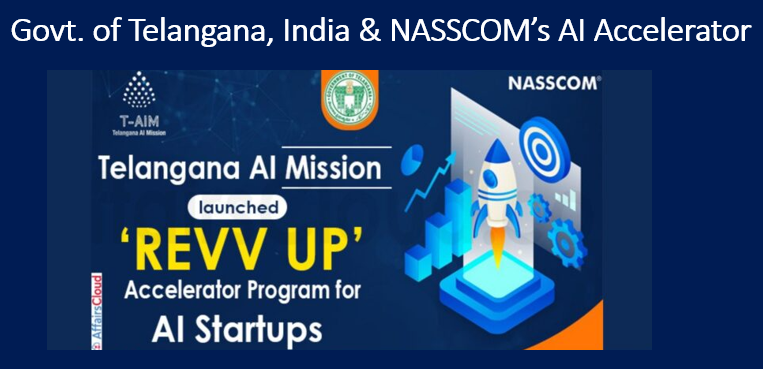 Govt. of Telangana, India & NASSCOM’s AI Accelerator
T-AIM
Telangana AI Mission
NASSCOM®
Telangana AI Mission
launched
‘REVV UP’
Accelerator Program for
AI Startups
AffairsCloud